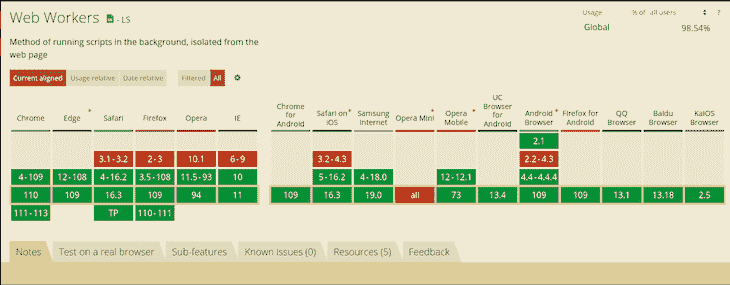 Web Workers - LS
Usage % of all users ?
Global 98.54%
Method of running scripts in the background, isolated from the
web page
Current aligned Usage relative Date relative Filtered All
Chrome Edge * Safari Firefox Opera IE Chrome for Android Safari on iOS * Samsung Internet Opera Mini * Opera Mobile * UC Browser for Android Android Browser * Firefox for Android QQ Browser Baidu Browser KaiOS Browser
2.1
3.1-3.2 2-3 10.1 6-9 3.2-4.3 2.2-4.3
4-109 12-108 4-16.2 3.5-108 11.5-93 10 5-16.2 4-18.0 12-12.1 4.4-4.4.4
110 109 16.3 109 94 11 109 16.3 19.0 all 73 13.4 109 109 13.1 13.18 2.5
111-113 TP 110-111
Notes Test on a real browser Sub-features Known issues (0) Resources (5) Feedback